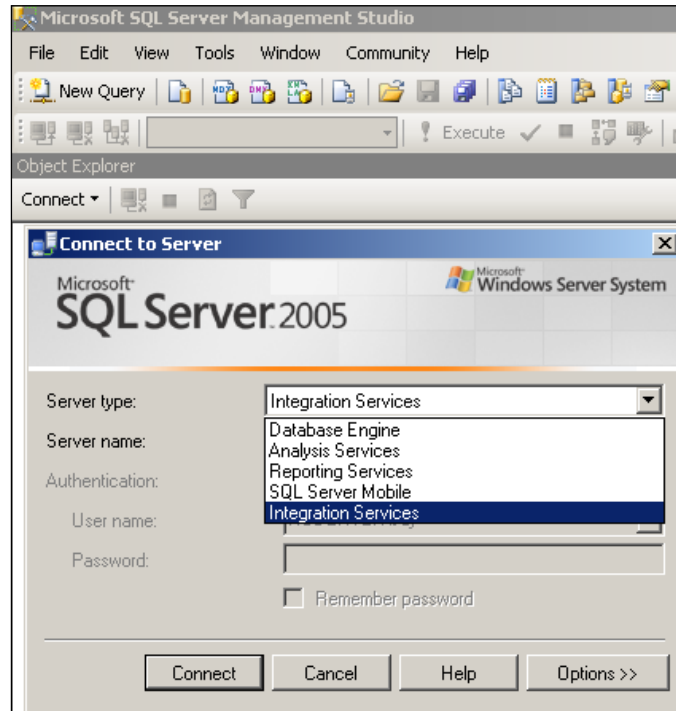 Microsoft SQL Server Management Studio
File Edit View Tools Window Community Help
New Query
Execute
Object Explorer
Connect
Connect to Server
Microsoft
SQL Server 2005
Microsoft
Windows Server System
Server type:
Integration Services
Server name:
Database Engine
Analysis Services
Reporting Services
SQL Server Mobile
Integration Services
Authentication:
User name:
Password:
Remember password
Connect
Cancel
Help
Options >>